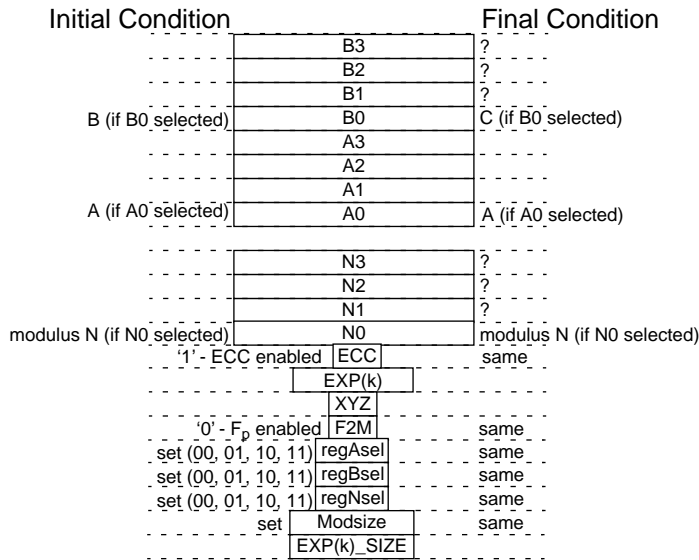 Initial Condition Final Condition
B3 ?
B2 ?
B1 ?
B (if B0 selected) B0 C (if B0 selected)
A3
A2
A1
A (if A0 selected) A0 A (if A0 selected)
N3 ?
N2 ?
N1 ?
modulus N (if N0 selected) N0 modulus N (if N0 selected)
‘1’ - ECC enabled ECC same
EXP(k)
XYZ
‘0’ - Fp enabled F2M same
set (00, 01, 10, 11) regAsel same
set (00, 01, 10, 11) regBsel same
set (00, 01, 10, 11) regNsel same
set Modsize same
EXP(k)_SIZE